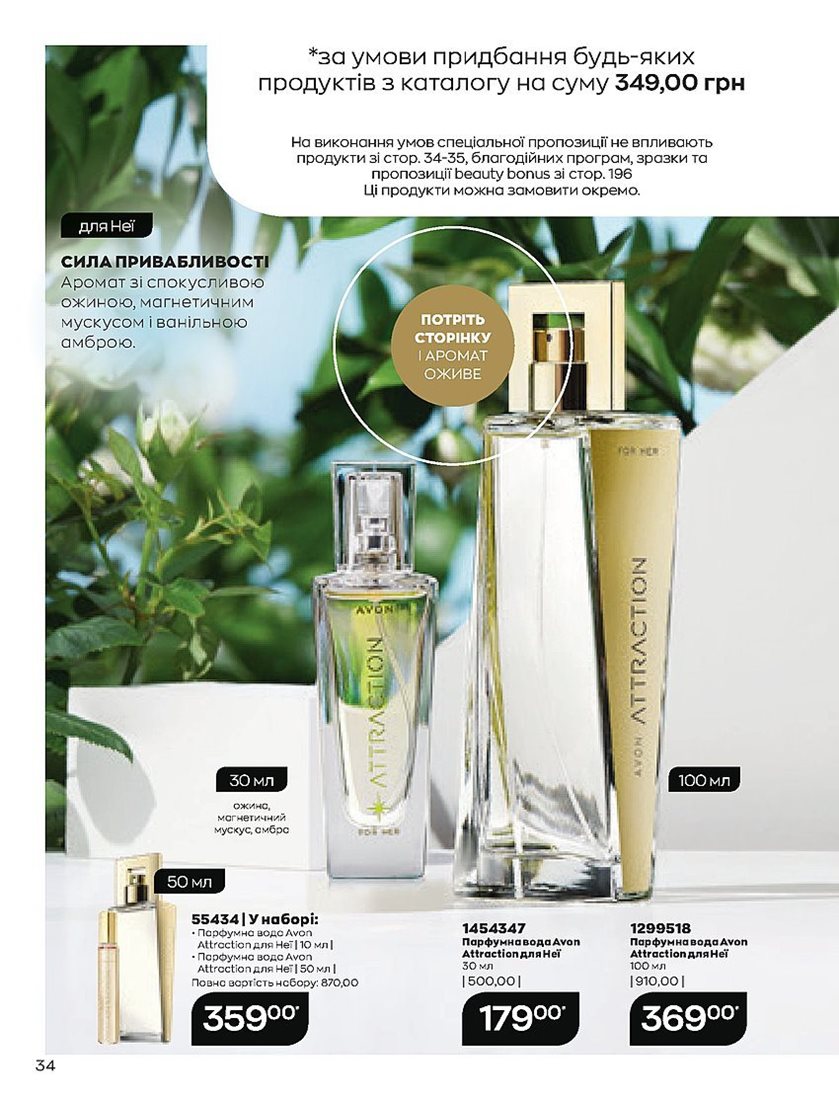 *за умови придбання будь-яких
продуктів з каталогу на суму 349,00 грн
На виконання умов спеціальної пропозиції не впливають
продукти зі стор. 34-35, благодійних програм, зразки та
пропозиції beauty bonus зі стор. 196
Ці продукти можна замовити окремо.
для Неї
СИЛА ПРИВАБЛИВОСТІ
Аромат зі спокусливою
ожиною, магнетичним
мускусом і ванільною
амброю.
ПОТРІТЬ
СТОРІНКУ
І АРОМАТ
ОЖИВЕ
FOR HER
AVON ATTRACTION
AVON
ATTRACTION
FOR HER
30 мл
ожина,
магнетичний
мускус, амбра
100 мл
50 мл
55434 | У наборі:
• Парфумна вода Avon
Attraction для Неї | 10 мл |
• Парфумна вода Avon
Attraction для Неї | 50 мл |
Повна вартість набору: 870,00
35900*
1454347
Парфумна вода Avon
Attraction для Неї
30 мл
| 500,00 |
17900*
1299518
Парфумна вода Avon
Attraction для Неї
100 мл
| 910,00 |
36900*
34